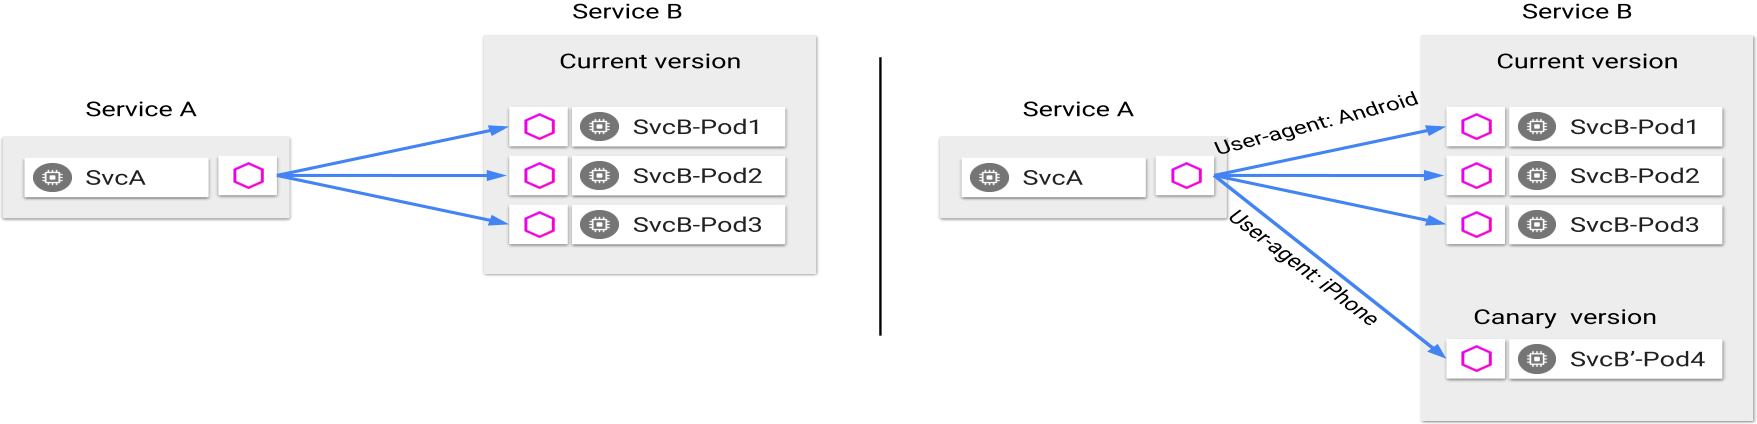 Service B
Current version
Service A
SvcA
SvcB-Pod1
SvcB-Pod2
SvcB-Pod3
Service B
Current version
Service A
SvcA
User-agent: Android
User-agent: iPhone
SvcB-Pod1
SvcB-Pod2
SvcB-Pod3
Canary version
SvcB’-Pod4